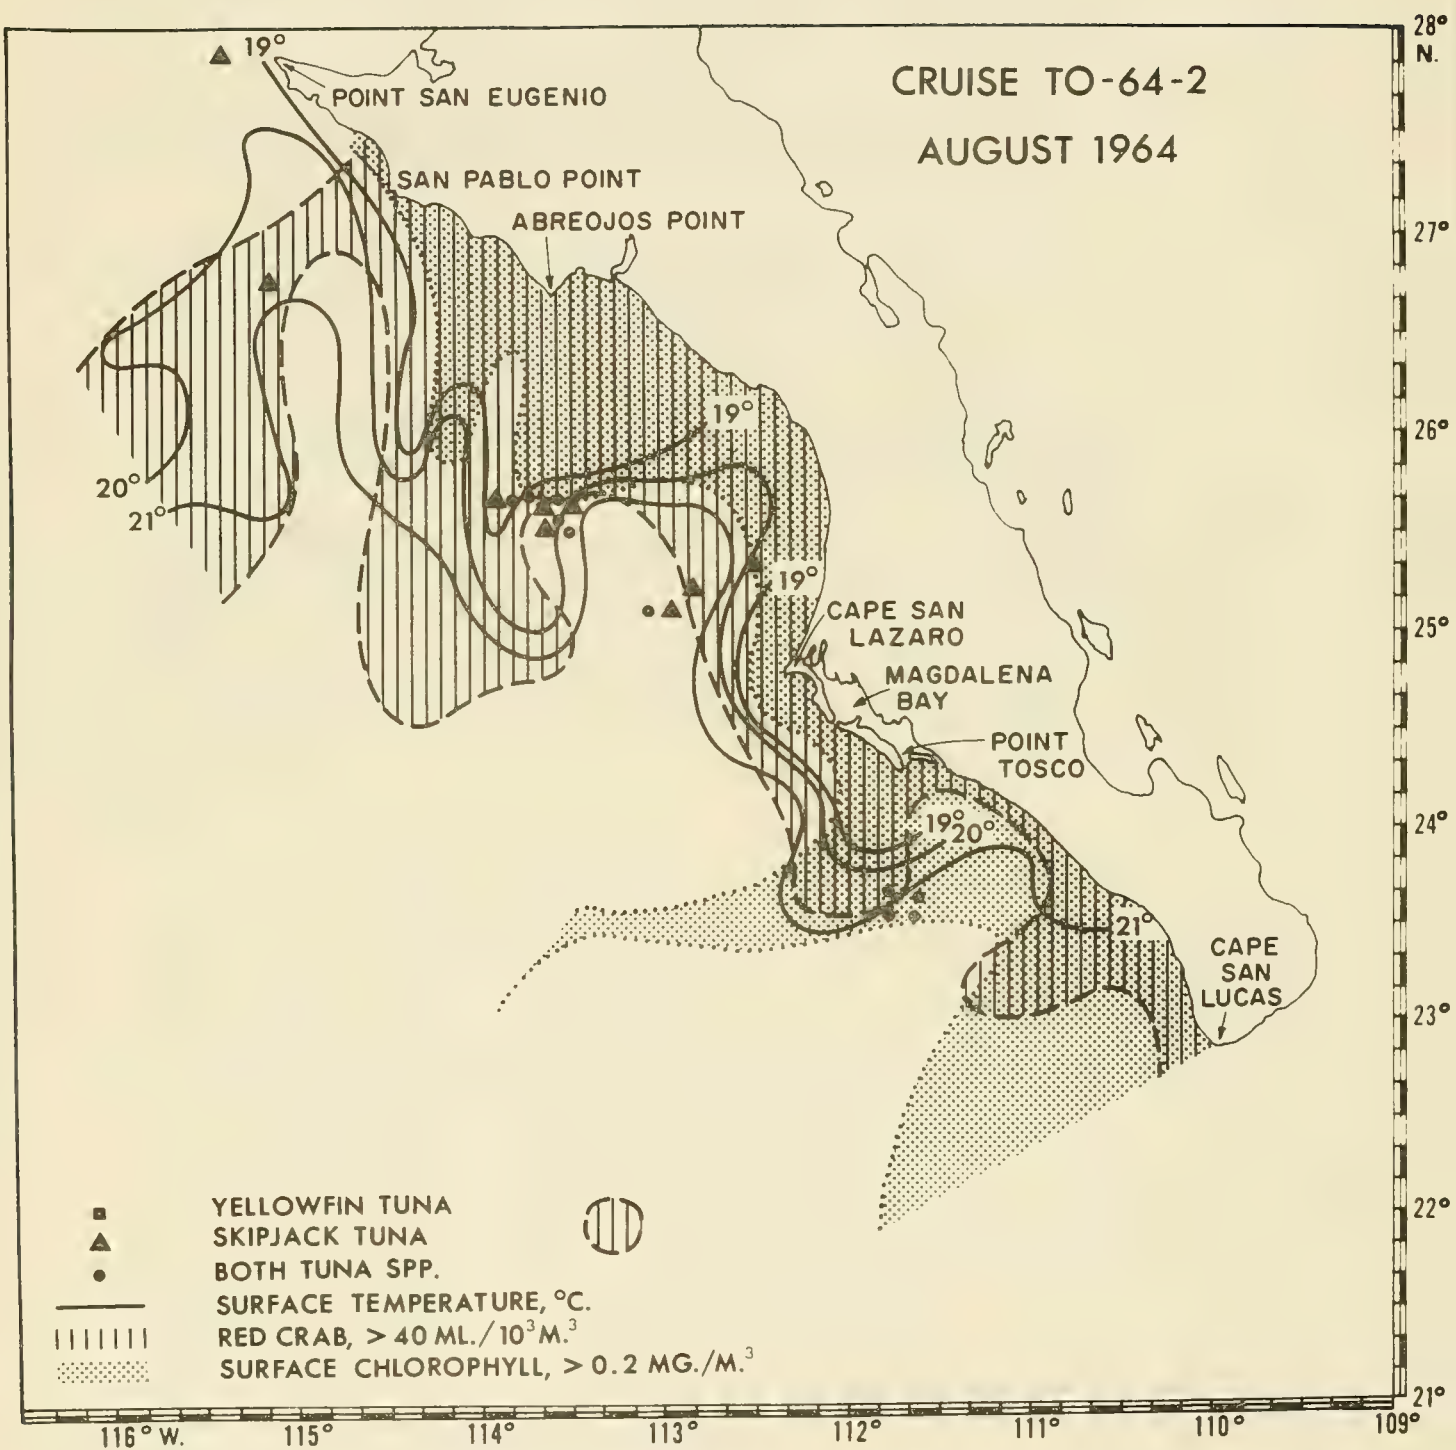 28°
N.
19°
CRUISE TO-64-2
AUGUST 1964
POINT SAN EUGENIO
SAN PABLO POINT
ABREOJOS POINT
27°
19°
26°
20°
21°
19°
CAPE SAN
LAZARO
25°
MAGDALENA
BAY
POINT
TOSCO
24°
19°
20°
21°
CAPE
SAN
LUCAS
23°
22°
YELLOWFIN TUNA
SKIPJACK TUNA
BOTH TUNA SPP.
SURFACE TEMPERATURE, °C.
RED CRAB, > 40 ML./10³M.³
SURFACE CHLOROPHYLL, > 0.2 MG./M.³
21°
116° W. 115° 114° 113° 112° 111° 110° 109°